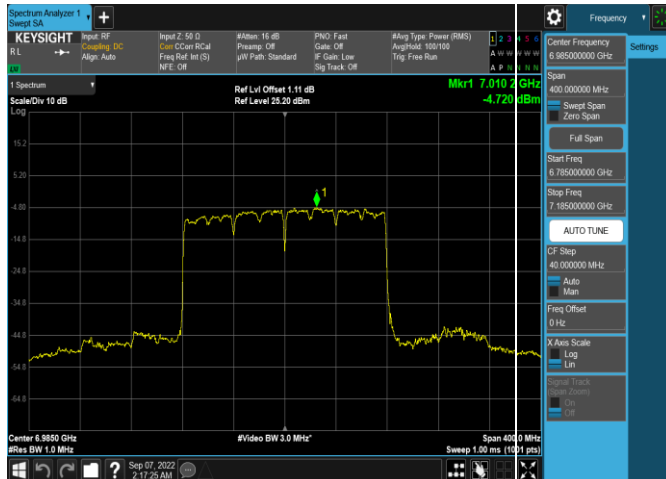 Spectrum Analyzer 1
Swept SA
+
Frequency
KEYSIGHT
RL
Input: RF
Coupling: DC
Align: Auto
Input Z: 50 Ω
Corr CCorr RCal
Freq Ref: Int (S)
NFE: Off
#Atten: 16 dB
Preamp: Off
µW Path: Standard
PNO: Fast
Gate: Off
IF Gain: Low
Sig Track: Off
#Avg Type: Power (RMS)
Avg|Hold: 100/100
Trig: Free Run
1 2 3 4 5 6
A W W W W W
A P N N N N
1 Spectrum
Scale/Div 10 dB
Log
Ref Lvl Offset 1.11 dB
Ref Level 25.20 dBm
Mkr1 7.010 2 GHz
-4.720 dBm
15.2
5.20
-4.80
-14.8
-24.8
-34.8
-44.8
-54.8
-64.8
1
Center 6.9850 GHz
#Res BW 1.0 MHz
#Video BW 3.0 MHz*
Span 400.0 MHz
Sweep 1.00 ms (1001 pts)
Sep 07, 2022
2:17:25 AM
?
Settings
Center Frequency
6.985000000 GHz
Span
400.000000 MHz
Swept Span
Zero Span
Full Span
Start Freq
6.785000000 GHz
Stop Freq
7.185000000 GHz
AUTO TUNE
CF Step
40.000000 MHz
Auto
Man
Freq Offset
0 Hz
X Axis Scale
Log
Lin
Signal Track
(Span Zoom)
On
Off